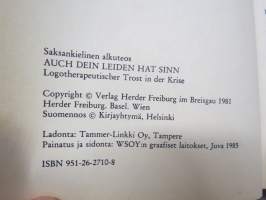 Saksankielinen alkuteos
AUCH DEIN LEIDEN HAT SINN
Logotherapeutischer Trost in der Krise
Copyright © Verlag Herder Freiburg im Breisgau 1981
Herder Freiburg. Basel. Wien
Suomennos © Kirjayhtymä, Helsinki
Ladonta: Tammer-Linkki Oy, Tampere
Painatus ja sidonta: WSOY:n graafiset laitokset, Juva 1985
ISBN 951-26-2710-8